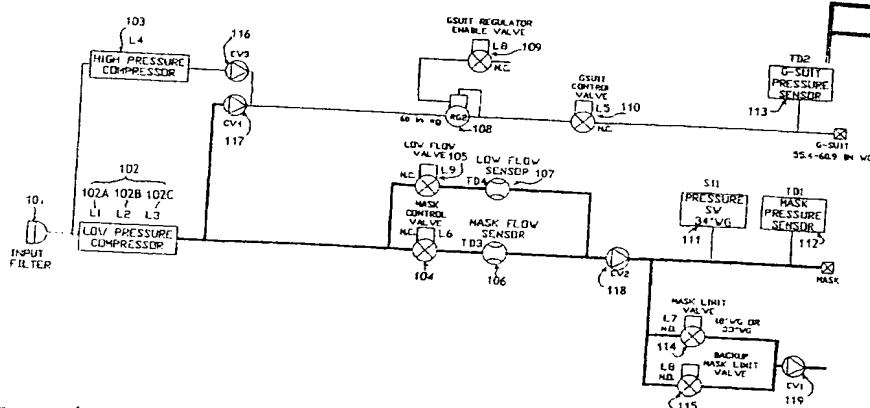 103
L4
HIGH PRESSURE
COMPRESSOR
116
CV3
CV4
117
GSUIT REGULATOR
ENABLE VALVE
L8
109
N.C.
RG2
108
GSUIT
CONTROL
VALVE
L5
110
N.C.
TD2
G-SUIT
PRESSURE
SENSOR
113
G-SUIT
102
102A 102B 102C
L1 L2 L3
LOW PRESSURE
COMPRESSOR
101
INPUT
FILTER
LOW FLOW
VALVE
105
N.C.
L9
LOW FLOW
SENSOR
TD4
107
MASK
CONTROL
VALVE
N.C.
L6
104
MASK FLOW
SENSOR
TD3
106
CV2
118
PRESSURE
SW
34"WG
111
TD1
MASK
PRESSURE
SENSOR
112
MASK
MASK LIMIT
VALVE
L7
N.O.
114
BACKUP
MASK LIMIT
VALVE
L8
N.O.
115
CV1
119